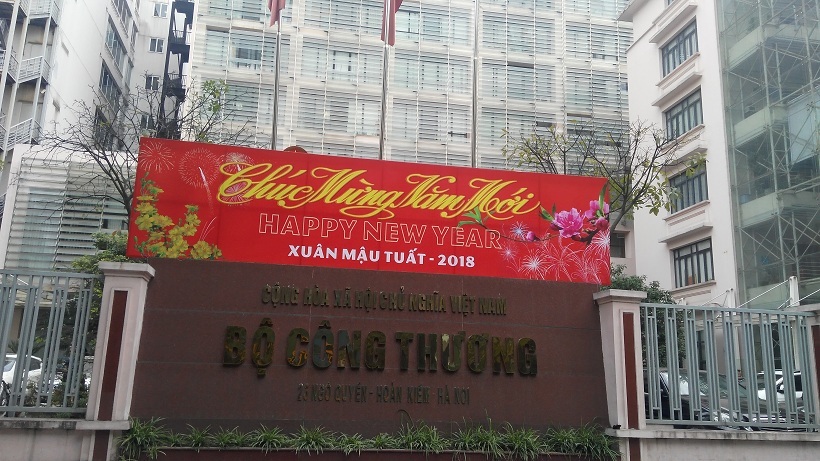 Chúc Mừng Năm Mới
HAPPY NEW YEAR
XUÂN MẬU TUẤT - 2018
CỘNG HÒA XÃ HỘI CHỦ NGHĨA VIỆT NAM
BỘ CÔNG THƯƠNG
23 NGÔ QUYỀN - HOÀN KIẾM - HÀ NỘI